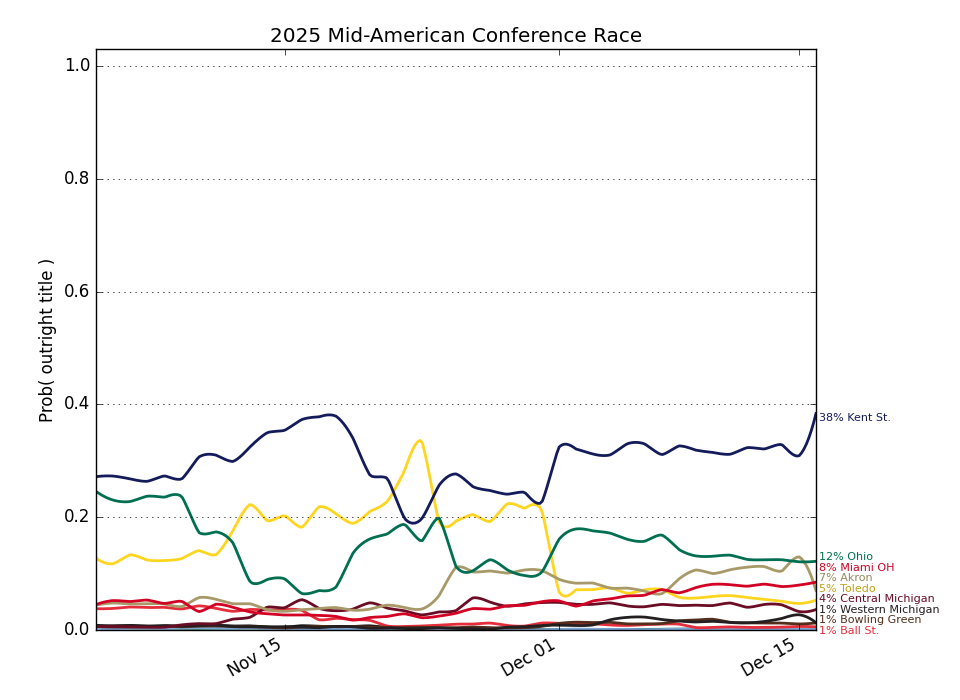 2025 Mid-American Conference Race
Prob( outright title )
1.0
0.8
0.6
0.4
0.2
0.0
Nov 15
Dec 01
Dec 15
38% Kent St.
12% Ohio
8% Miami OH
7% Akron
5% Toledo
4% Central Michigan
1% Western Michigan
1% Bowling Green
1% Ball St.